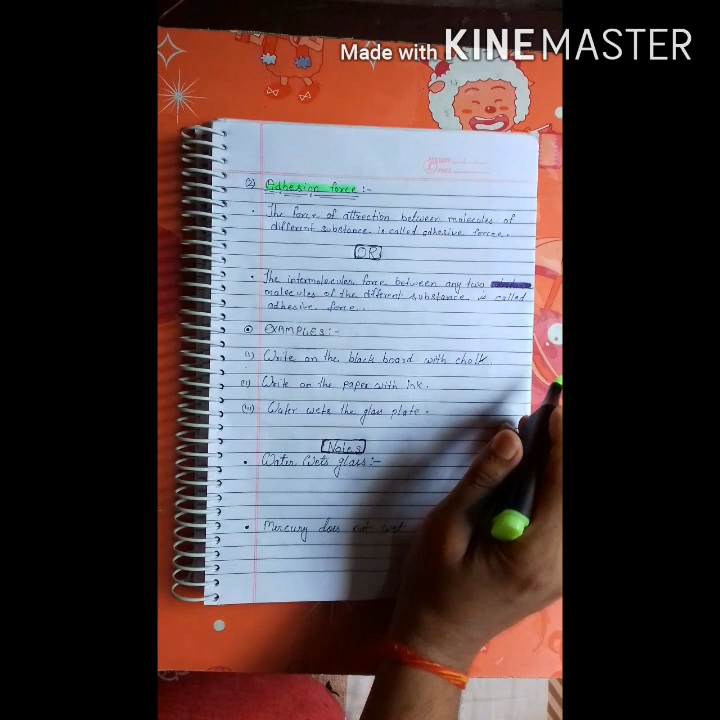 Made with KINEMASTER
(2) Adhesion force :-
• The force of attraction between molecules of
different substance is called adhesive force.
OR
• The intermolecular force between any two
molecules of the different substance is called
adhesive force.
EXAMPLES :-
(i) Write on the black board with chalk.
(ii) Write on the paper with ink.
(iii) Water wets the glass plate.
Notes
• Water wets glass :-
• Mercury does not wet